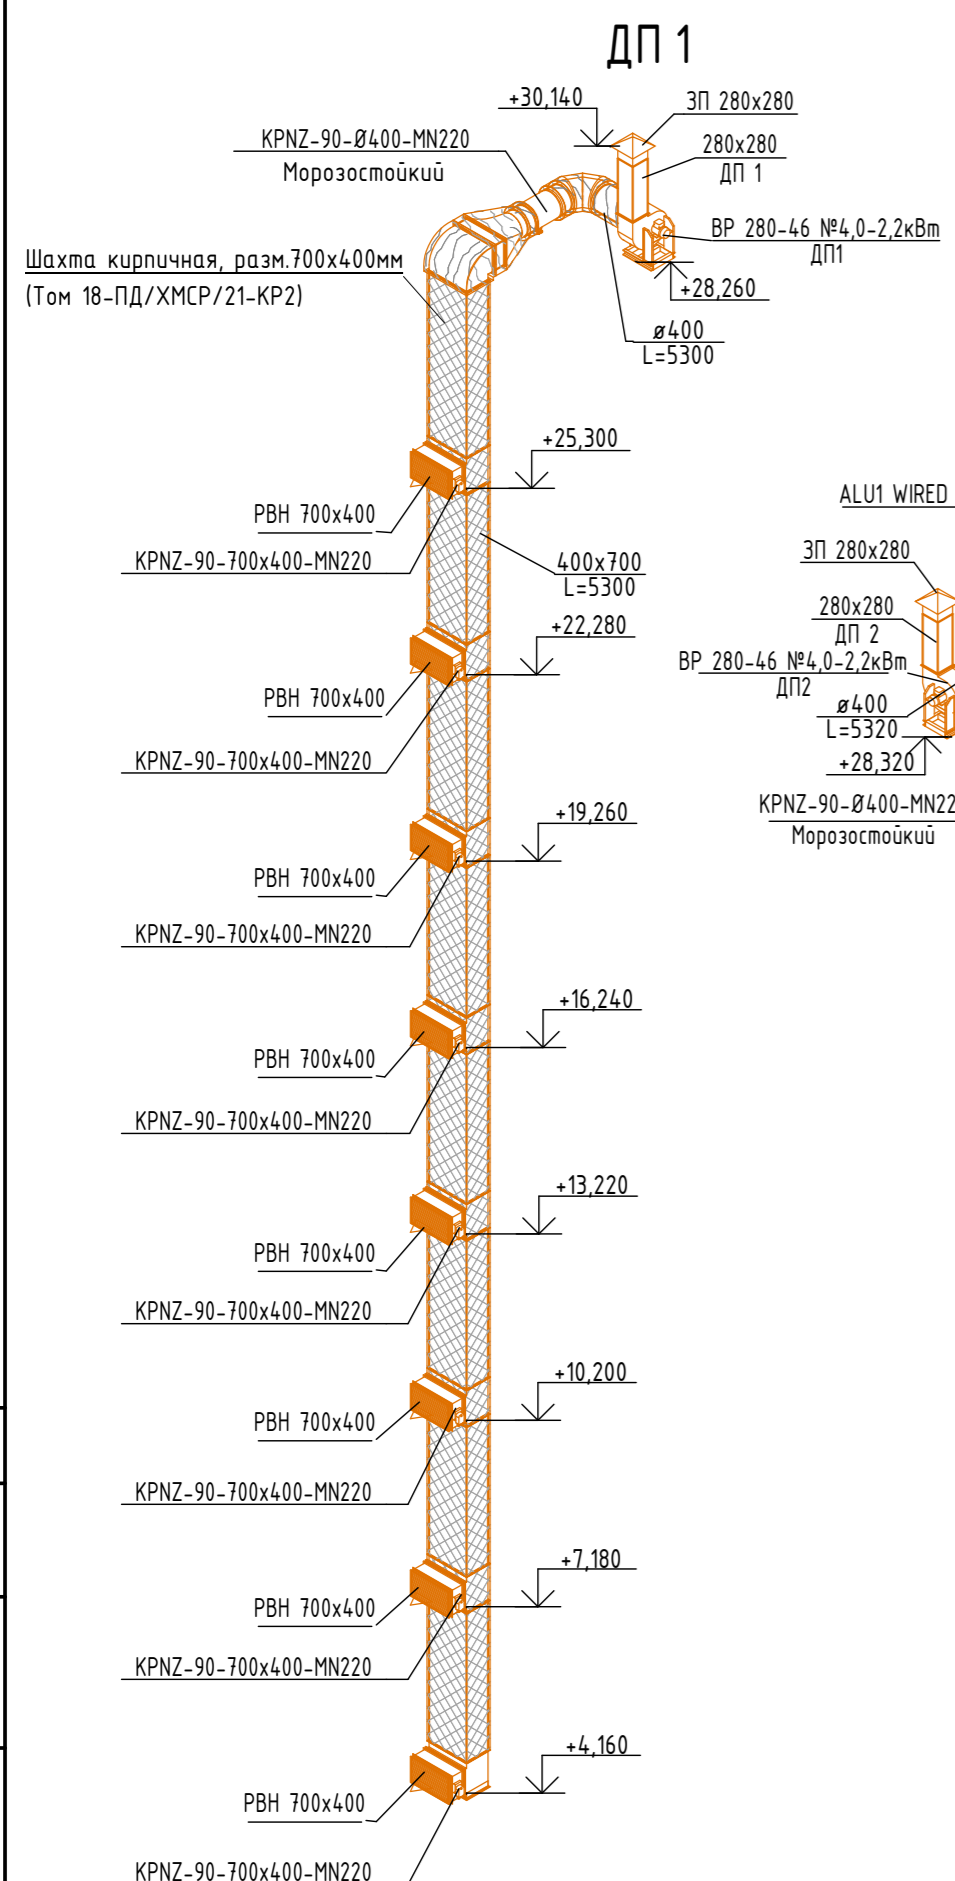 ДП 1
+30,140
ЗП 280х280
KPNZ-90-Ø400-MN220
Морозостойкий
280х280
ДП 1
ВР 280-46 №4,0-2,2кВт
ДП1
Шахта кирпичная, разм.700х400мм
(Том 18-ПД/ХМСР/21-КР2)
+28,260
ø400
L=5300
+25,300
РВН 700х400
KPNZ-90-700x400-MN220
400х700
L=5300
+22,280
РВН 700х400
KPNZ-90-700x400-MN220
+19,260
РВН 700х400
KPNZ-90-700x400-MN220
+16,240
РВН 700х400
KPNZ-90-700x400-MN220
+13,220
РВН 700х400
KPNZ-90-700x400-MN220
+10,200
РВН 700х400
KPNZ-90-700x400-MN220
+7,180
РВН 700х400
KPNZ-90-700x400-MN220
+4,160
РВН 700х400
KPNZ-90-700x400-MN220
ALU1 WIRED
ЗП 280х280
280х280
ДП 2
ВР 280-46 №4,0-2,2кВт
ДП2
ø400
L=5320
+28,320
KPNZ-90-Ø400-MN22
Морозостойкий